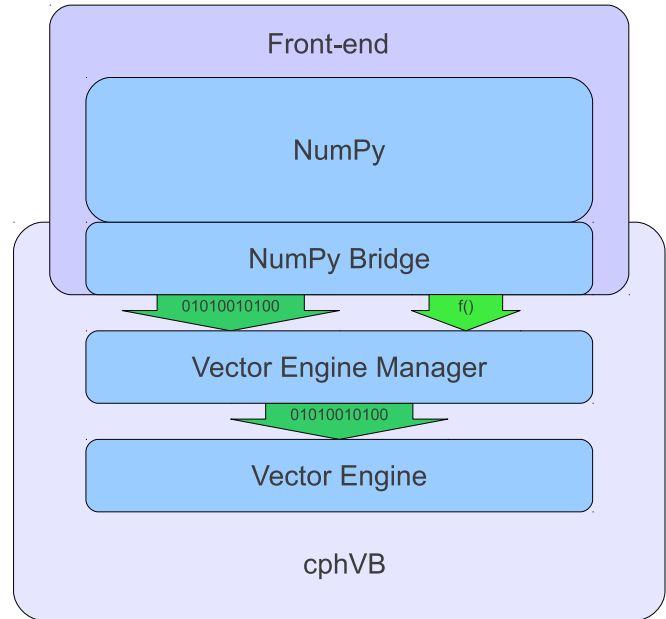 Front-end
NumPy
NumPy Bridge
01010010100
f()
Vector Engine Manager
01010010100
Vector Engine
cphVB